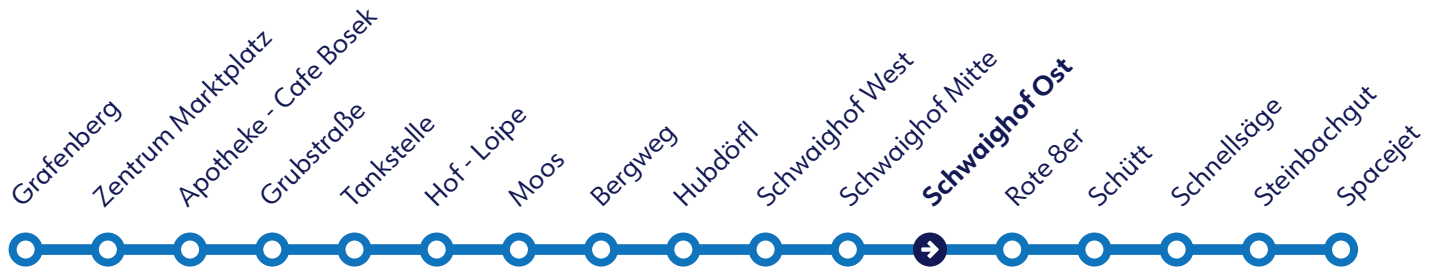 Grafenberg
Zentrum Marktplatz
Apotheke - Cafe Bosek
Grubstraße
Tankstelle
Hof - Loipe
Moos
Bergweg
Hubdörfl
Schwaighof West
Schwaighof Mitte
Schwaighof Ost
Rote 8er
Schütt
Schnellsäge
Steinbachgut
Spacejet